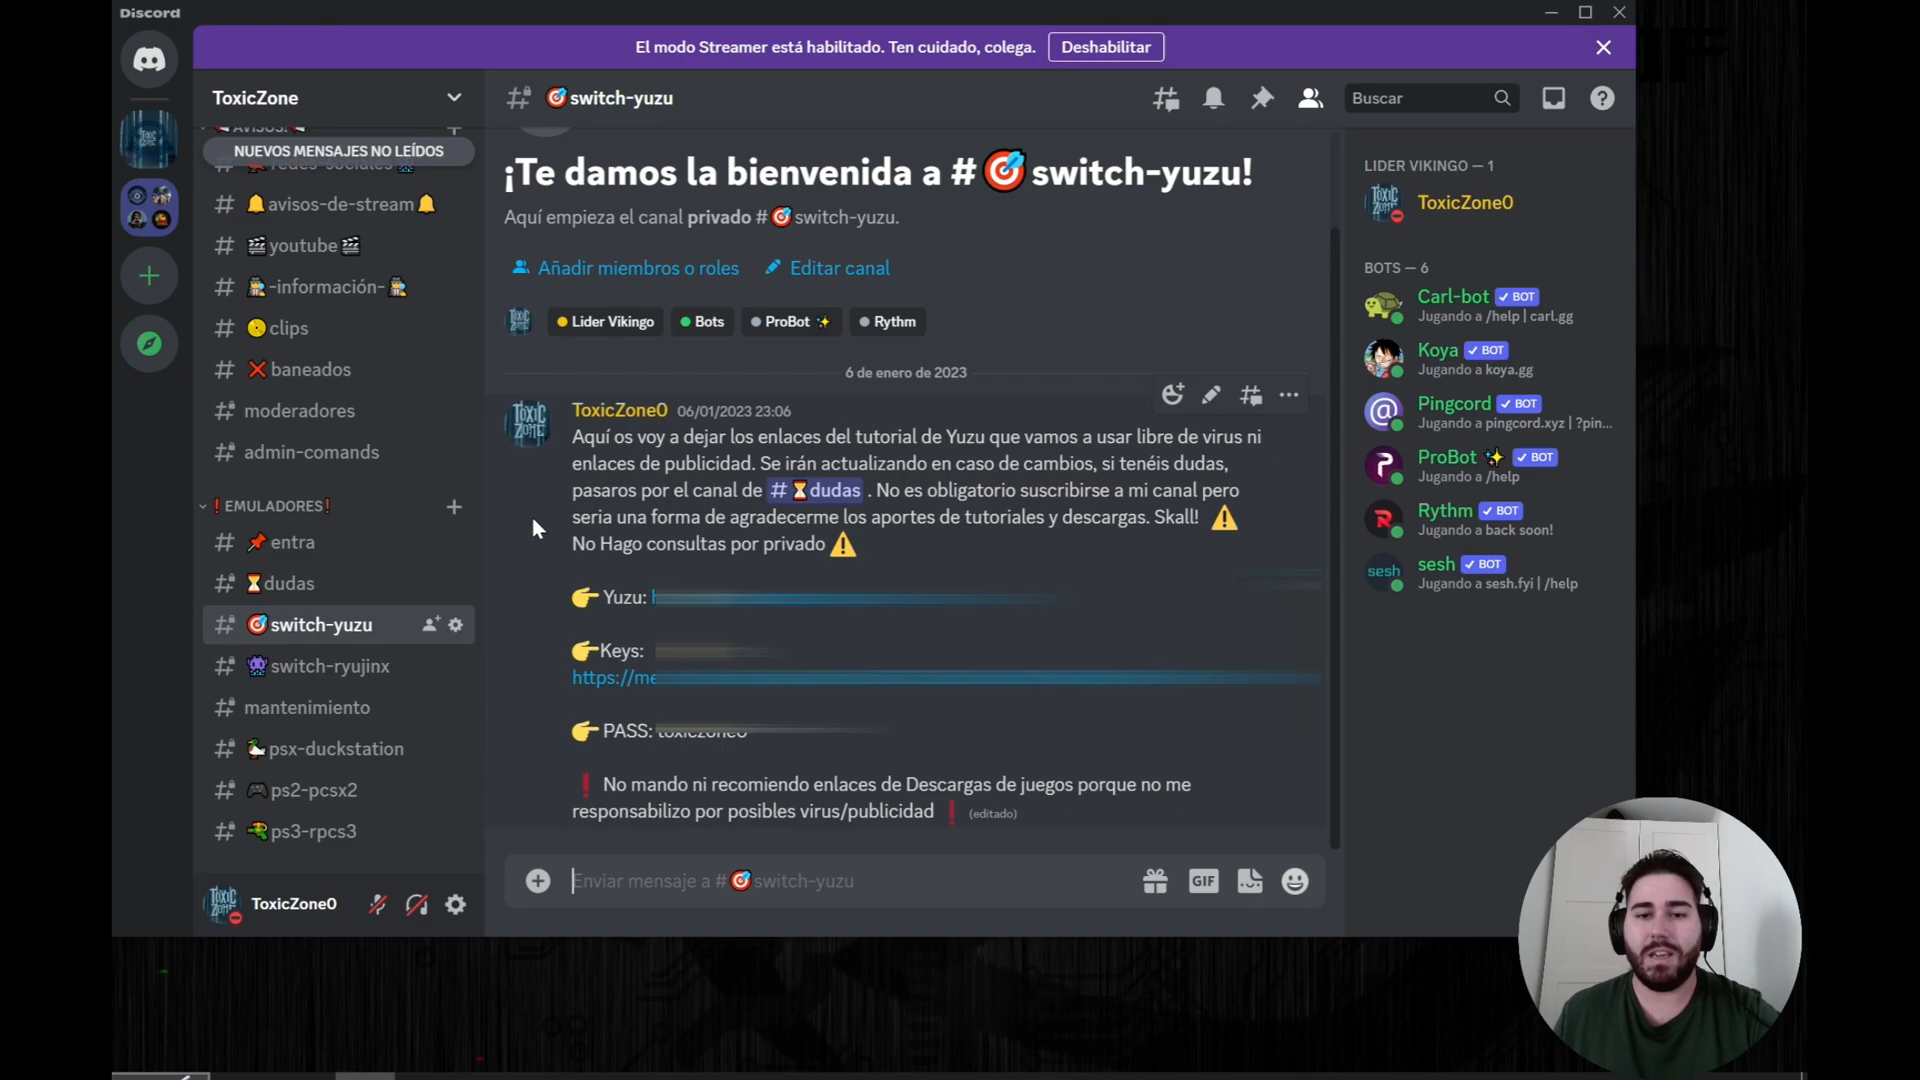 Discord
El modo Streamer está habilitado. Ten cuidado, colega.
Deshabilitar
ToxicZone
AVISOS!
NUEVOS MENSAJES NO LEÍDOS
redes-sociales
# 🔔avisos-de-stream🔔
# 🎬youtube🎬
# -información-
# clips
# ❌baneados
# moderadores
# admin-comands
❗EMULADORES❗
# 📌entra
# ⏳dudas
# 🎯switch-yuzu
# 👾switch-ryujinx
# mantenimiento
# 🦆psx-duckstation
# 🎮ps2-pcsx2
# 🔫ps3-rpcs3
ToxicZone0
# 🎯switch-yuzu
Buscar
¡Te damos la bienvenida a #🎯switch-yuzu!
Aquí empieza el canal privado #🎯switch-yuzu.
Añadir miembros o roles
Editar canal
Lider Vikingo
Bots
ProBot ✨
Rythm
6 de enero de 2023
ToxicZone0 06/01/2023 23:06
Aquí os voy a dejar los enlaces del tutorial de Yuzu que vamos a usar libre de virus ni
enlaces de publicidad. Se irán actualizando en caso de cambios, si tenéis dudas,
pasaros por el canal de # ⏳dudas . No es obligatorio suscribirse a mi canal pero
seria una forma de agradecerme los aportes de tutoriales y descargas. Skall! ⚠️
No Hago consultas por privado ⚠️
👉 Yuzu:
👉Keys:
https://me
👉 PASS: toxiczone0
❗ No mando ni recomiendo enlaces de Descargas de juegos porque no me
responsabilizo por posibles virus/publicidad ❗ (editado)
Enviar mensaje a #🎯switch-yuzu
GIF
LIDER VIKINGO — 1
ToxicZone0
BOTS — 6
Carl-bot ✓ BOT
Jugando a /help | carl.gg
Koya ✓ BOT
Jugando a koya.gg
Pingcord ✓ BOT
Jugando a pingcord.xyz | ?pin...
ProBot ✨ ✓ BOT
Jugando a /help
Rythm ✓ BOT
Jugando a back soon!
sesh
sesh ✓ BOT
Jugando a sesh.fyi | /help